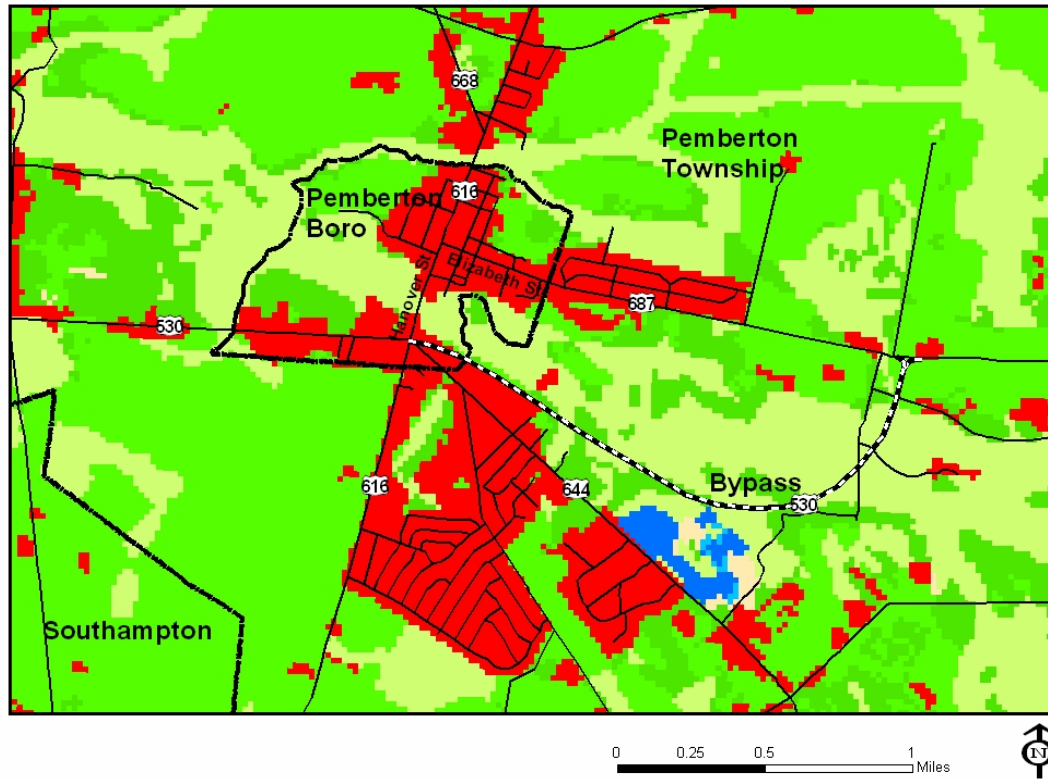 668
Pemberton
Township
616
Pemberton
Boro
Elizabeth St
Hanover St
687
530
616
644
Bypass
530
Southampton
0 0.25 0.5 1
Miles
N